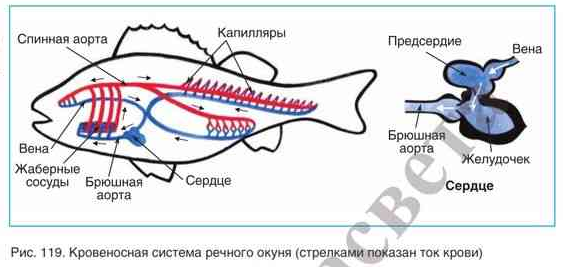 Спинная аорта
Капилляры
Вена
Жаберные
сосуды
Брюшная
аорта
Сердце
Предсердие
Вена
Брюшная
аорта
Желудочек
Сердце
Рис. 119. Кровеносная система речного окуня (стрелками показан ток крови)